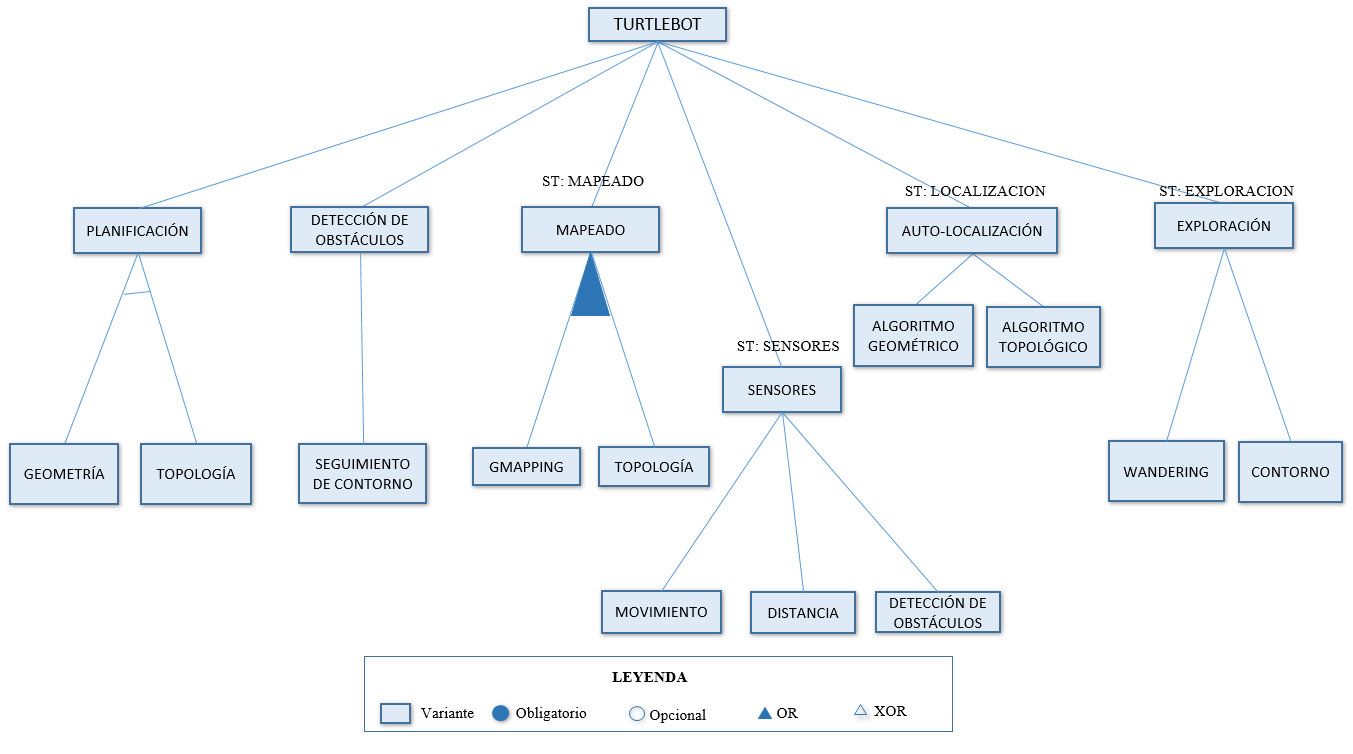 TURTLEBOT
ST: MAPEADO
ST: LOCALIZACION
ST: EXPLORACION
PLANIFICACIÓN
DETECCIÓN DE
OBSTÁCULOS
MAPEADO
AUTO-LOCALIZACIÓN
EXPLORACIÓN
ST: SENSORES
SENSORES
ALGORITMO
GEOMÉTRICO
ALGORITMO
TOPOLÓGICO
GEOMETRÍA
TOPOLOGÍA
SEGUIMIENTO
DE CONTORNO
GMAPPING
TOPOLOGÍA
WANDERING
CONTORNO
MOVIMIENTO
DISTANCIA
DETECCIÓN DE
OBSTÁCULOS
LEYENDA
Variante
Obligatorio
Opcional
OR
XOR